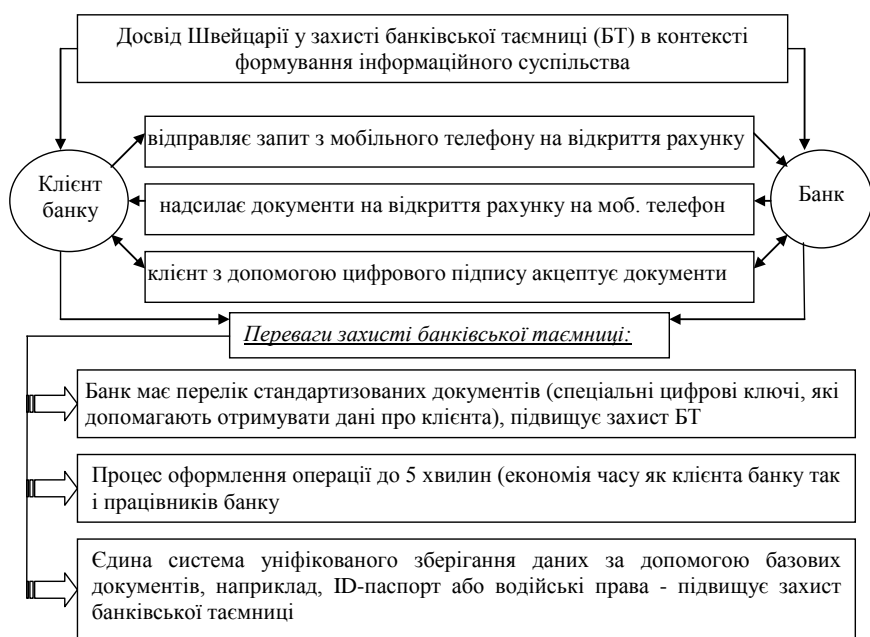 Досвід Швейцарії у захисті банківської таємниці (БТ) в контексті
формування інформаційного суспільства
відправляє запит з мобільного телефону на відкриття рахунку
Клієнт
банку
Банк
надсилає документи на відкриття рахунку на моб. телефон
клієнт з допомогою цифрового підпису акцептує документи
Переваги захисті банківської таємниці:
Банк має перелік стандартизованих документів (спеціальні цифрові ключі, які
допомагають отримувати дані про клієнта), підвищує захист БТ
Процес оформлення операції до 5 хвилин (економія часу як клієнта банку так
і працівників банку
Єдина система уніфікованого зберігання даних за допомогою базових
документів, наприклад, ID-паспорт або водійські права - підвищує захист
банківської таємниці